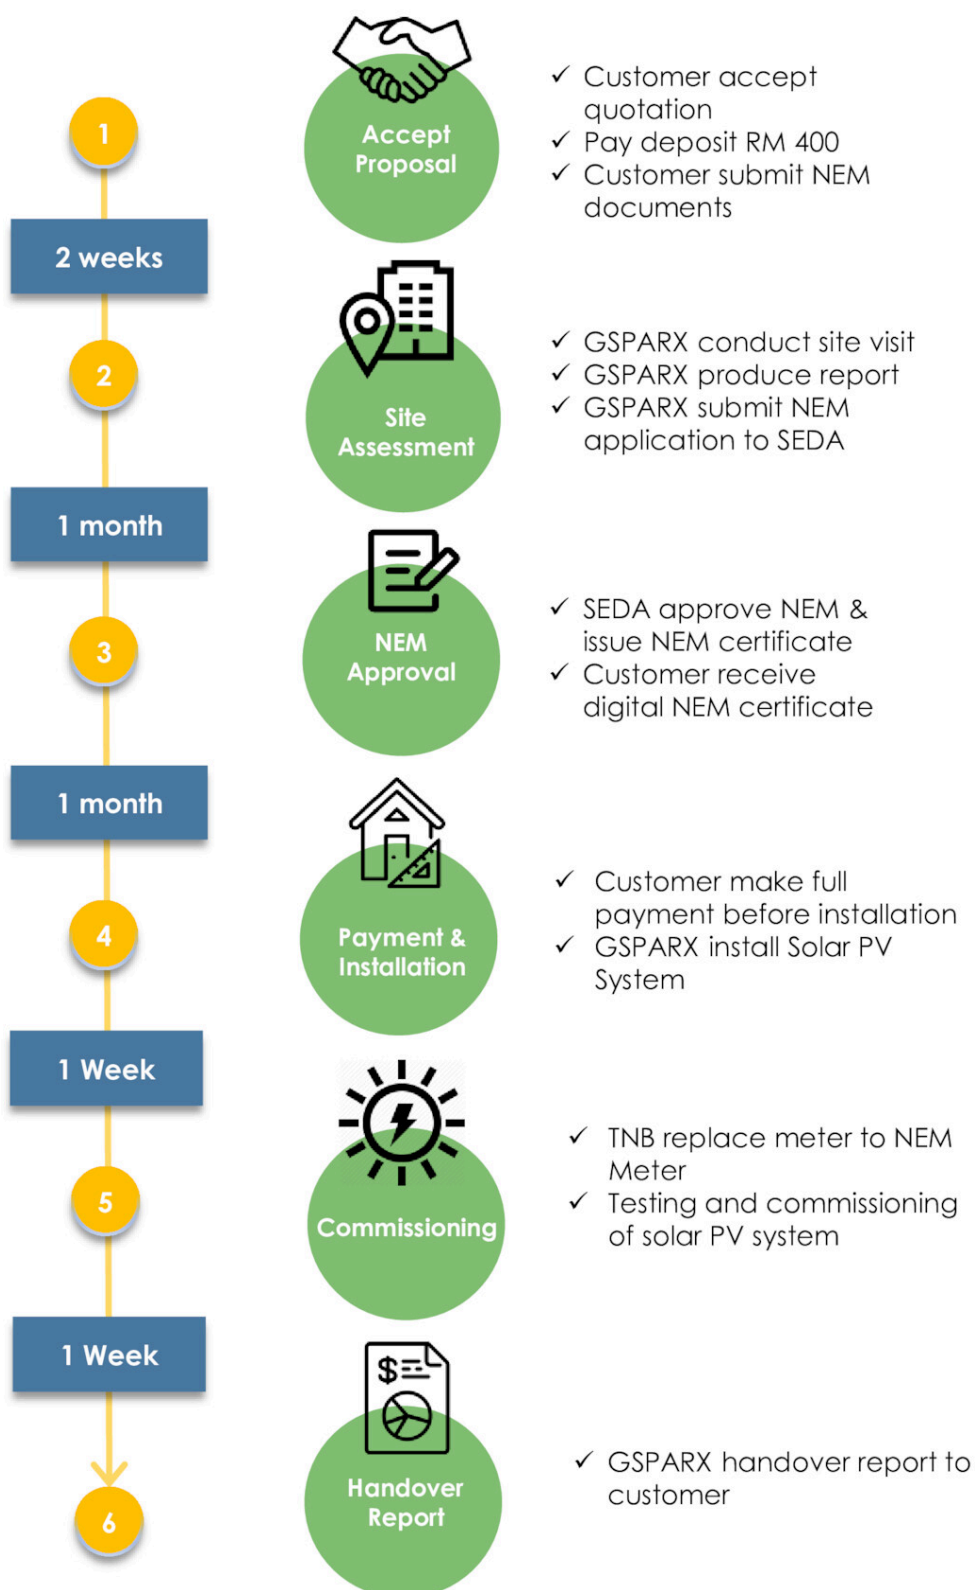 1
Accept
Proposal
✓ Customer accept
quotation
✓ Pay deposit RM 400
✓ Customer submit NEM
documents
2 weeks
2
Site
Assessment
✓ GSPARX conduct site visit
✓ GSPARX produce report
✓ GSPARX submit NEM
application to SEDA
1 month
3
NEM
Approval
✓ SEDA approve NEM &
issue NEM certificate
✓ Customer receive
digital NEM certificate
1 month
4
Payment &
Installation
✓ Customer make full
payment before installation
✓ GSPARX install Solar PV
System
1 Week
5
Commissioning
✓ TNB replace meter to NEM
Meter
✓ Testing and commissioning
of solar PV system
1 Week
$
6
Handover
Report
✓ GSPARX handover report to
customer